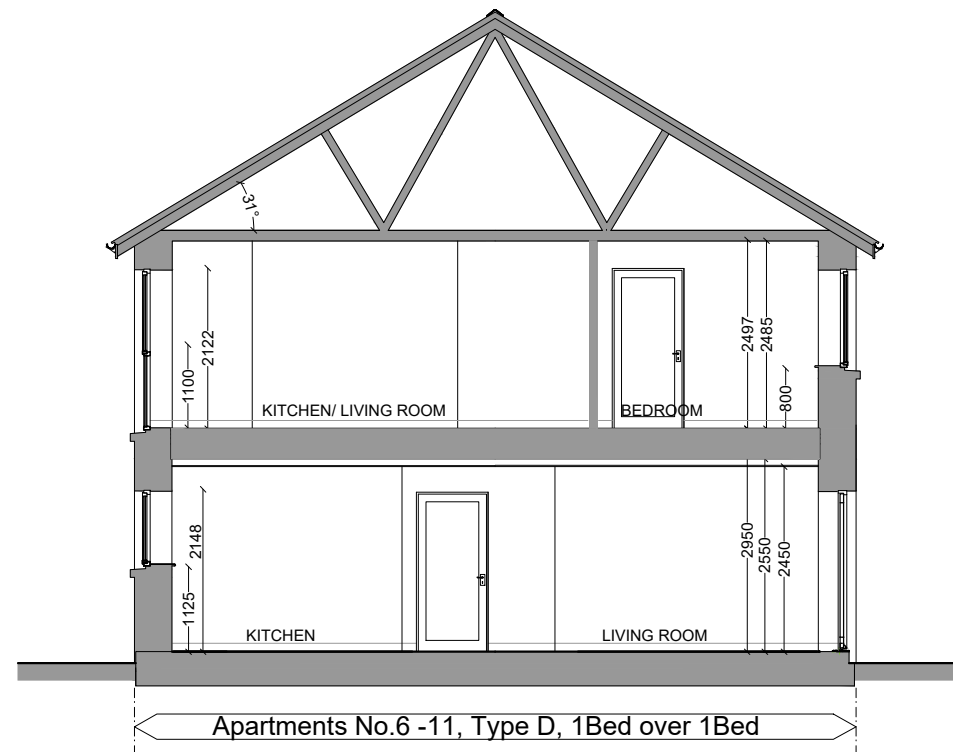 31°
2122
1100
2497
2485
800
KITCHEN/ LIVING ROOM
BEDROOM
2148
1125
2950
2550
2450
KITCHEN
LIVING ROOM
Apartments No.6 -11, Type D, 1Bed over 1Bed